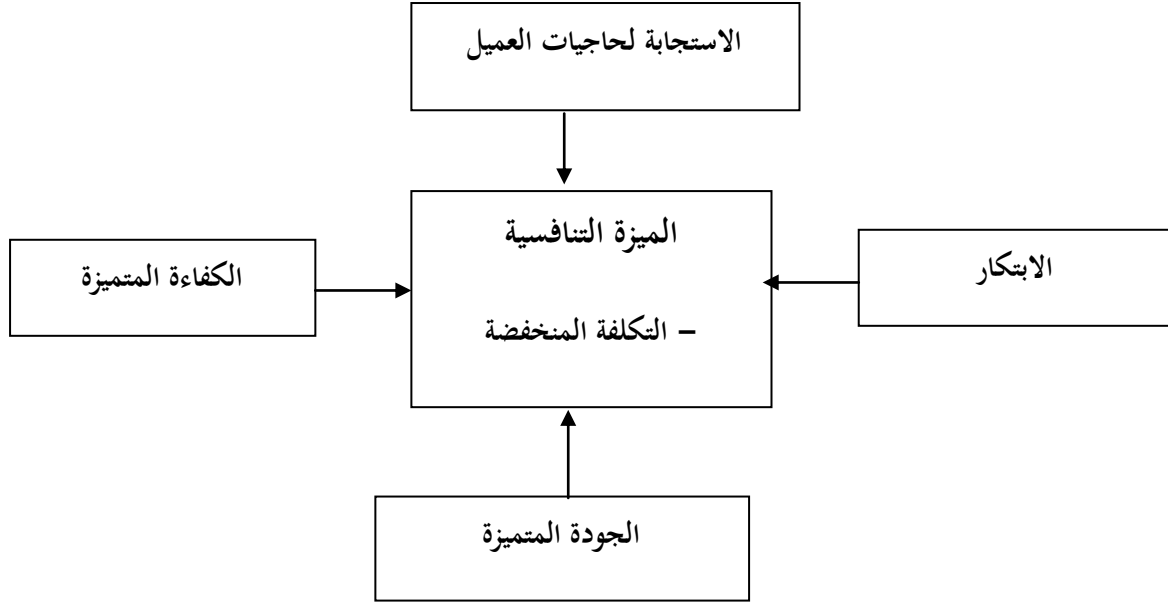 الاستجابة لحاجيات العميل
الميزة التنافسية
الابتكار
الكفاءة المتميزة
– التكلفة المنخفضة
الجودة المتميزة